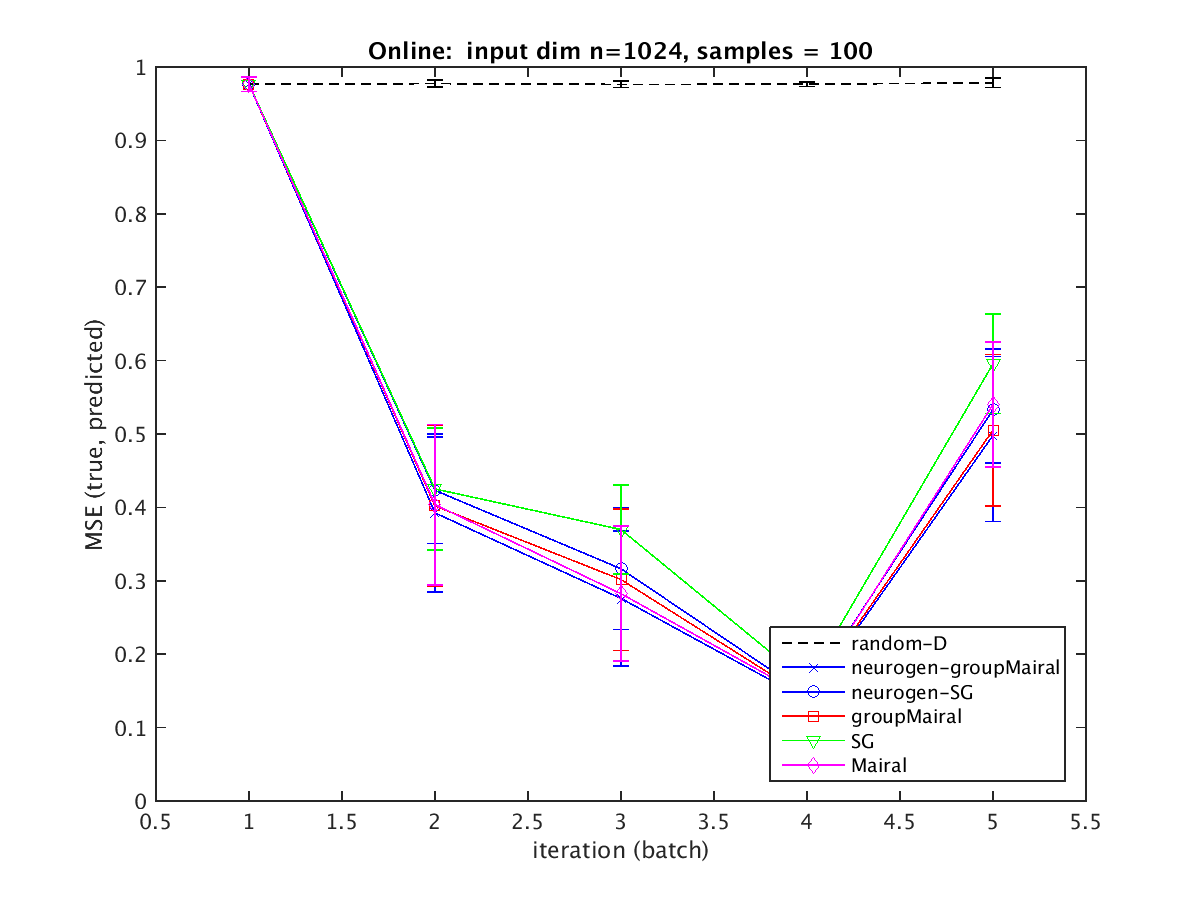 Online:  input dim n=1024, samples = 100
1
0.9
0.8
0.7
0.6
0.5
0.4
0.3
0.2
0.1
0
MSE (true, predicted)
random-D
neurogen-groupMairal
neurogen-SG
groupMairal
SG
Mairal
0.5 1 1.5 2 2.5 3 3.5 4 4.5 5 5.5
iteration (batch)